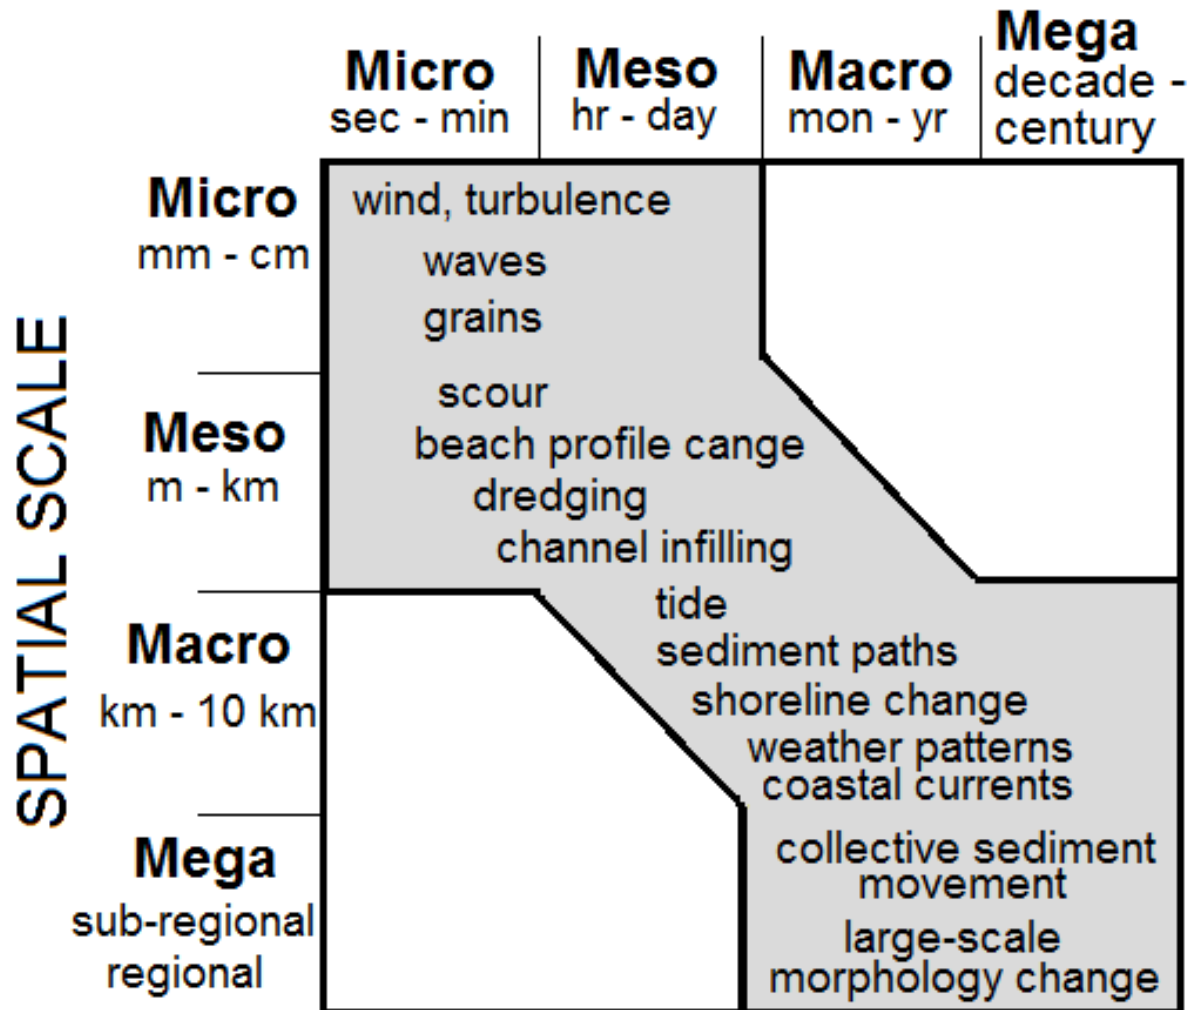 Micro
sec - min
Meso
hr - day
Macro
mon - yr
Mega
decade -
century
SPATIAL SCALE
Micro
mm - cm
Meso
m - km
Macro
km - 10 km
Mega
sub-regional
regional
wind, turbulence
waves
grains
scour
beach profile cange
dredging
channel infilling
tide
sediment paths
shoreline change
weather patterns
coastal currents
collective sediment
movement
large-scale
morphology change